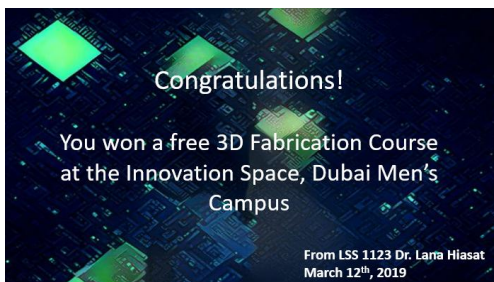 Congratulations!
You won a free 3D Fabrication Course
at the Innovation Space, Dubai Men's
Campus
From LSS 1123 Dr. Lana Hiasat
March 12th, 2019